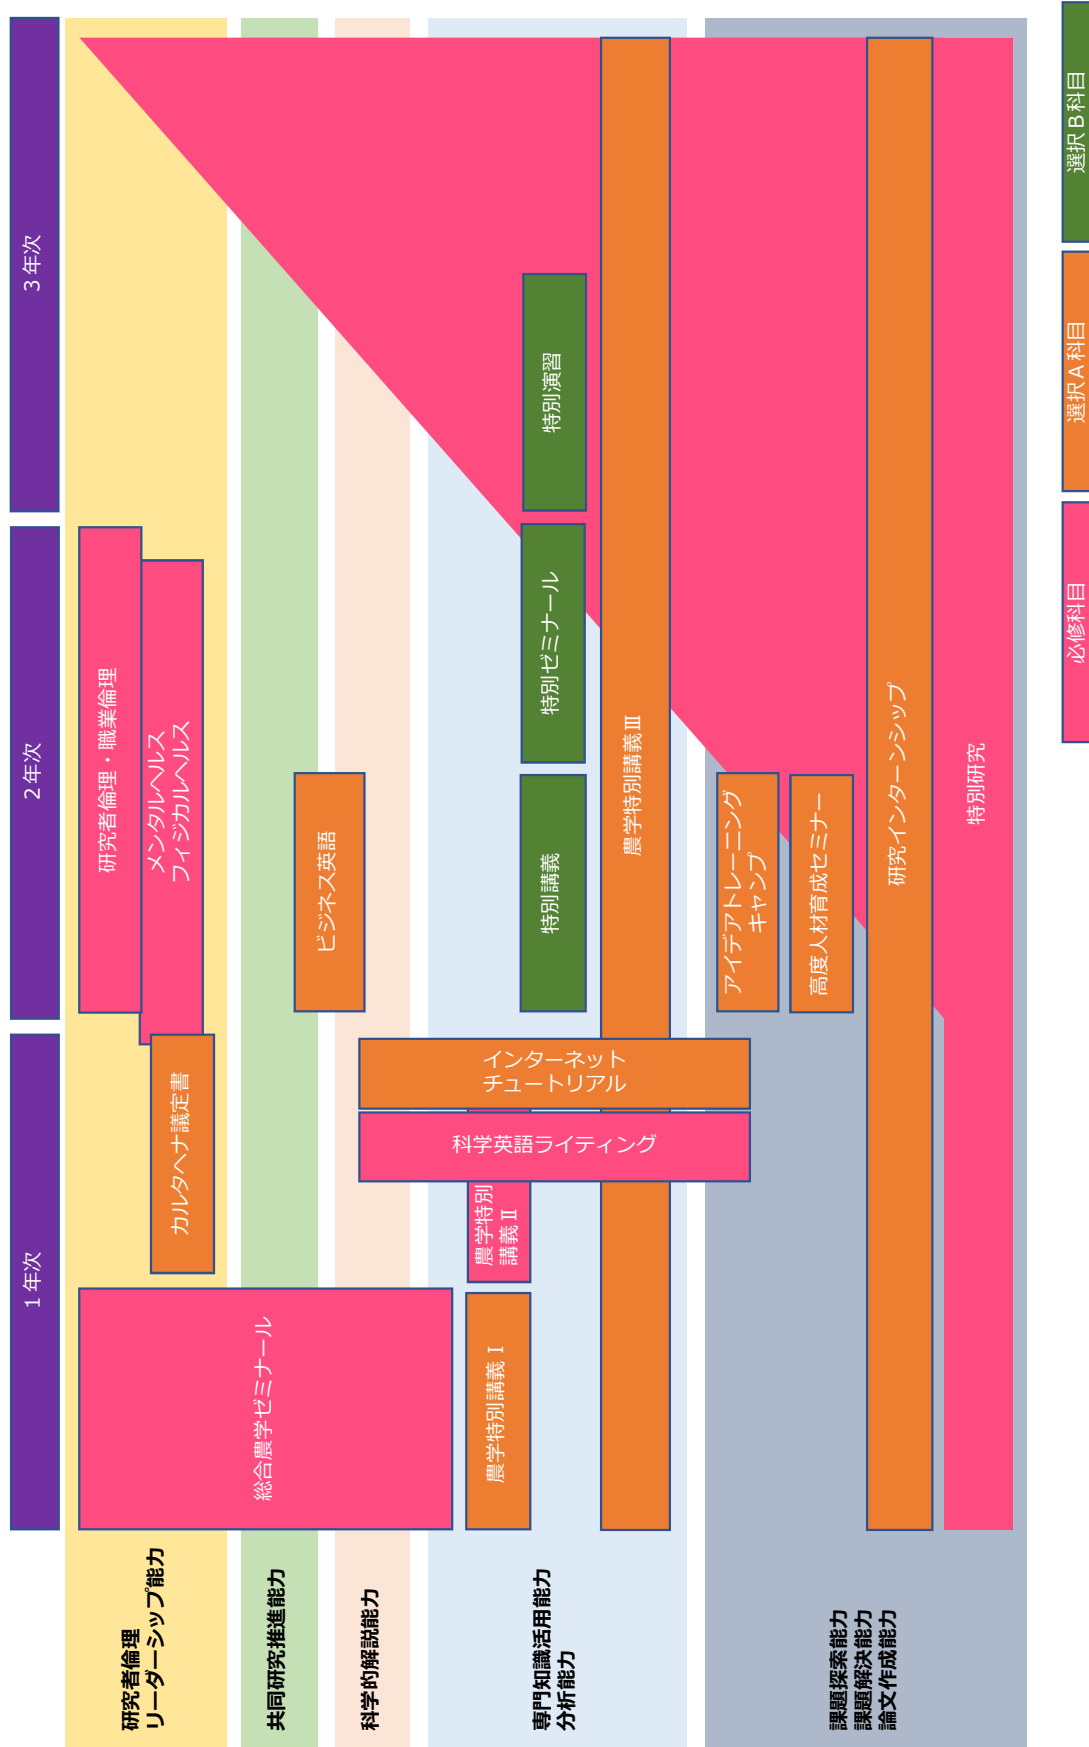 1年次
2年次
3年次
研究者倫理
リーダーシップ能力
総合農学ゼミナール
カルタヘナ議定書
研究者倫理・職業倫理
メンタルヘルス
フィジカルヘルス
共同研究推進能力
ビジネス英語
科学的解説能力
専門知識活用能力
分析能力
農学特別講義Ⅰ
農学特別
講義Ⅱ
科学英語ライティング
インターネット
チュートリアル
特別講義
特別ゼミナール
特別演習
農学特別講義Ⅲ
課題探索能力
課題解決能力
論文作成能力
アイデアトレーニング
キャンプ
高度人材育成セミナー
研究インターンシップ
特別研究
必修科目
選択A科目
選択B科目